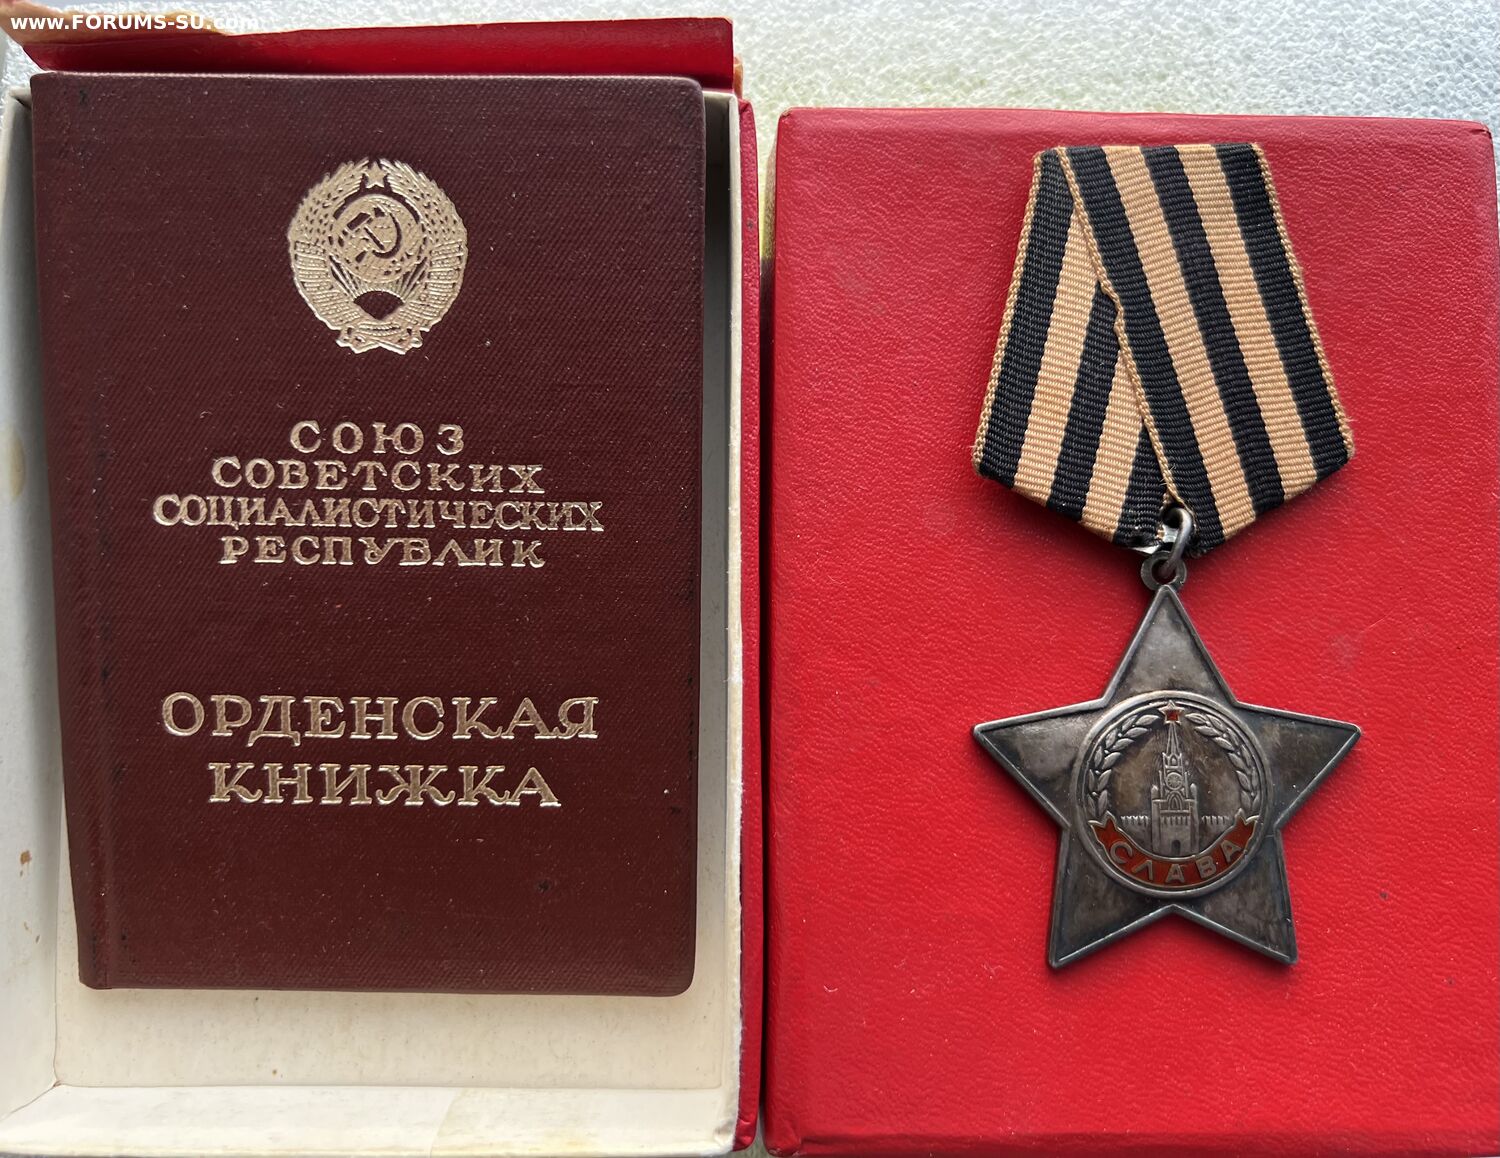 www.FORUMS-SU.com
СОЮЗ
СОВЕТСКИХ
СОЦИАЛИСТИЧЕСКИХ
РЕСПУБЛИК
ОРДЕНСКАЯ
КНИЖКА
СЛАВА